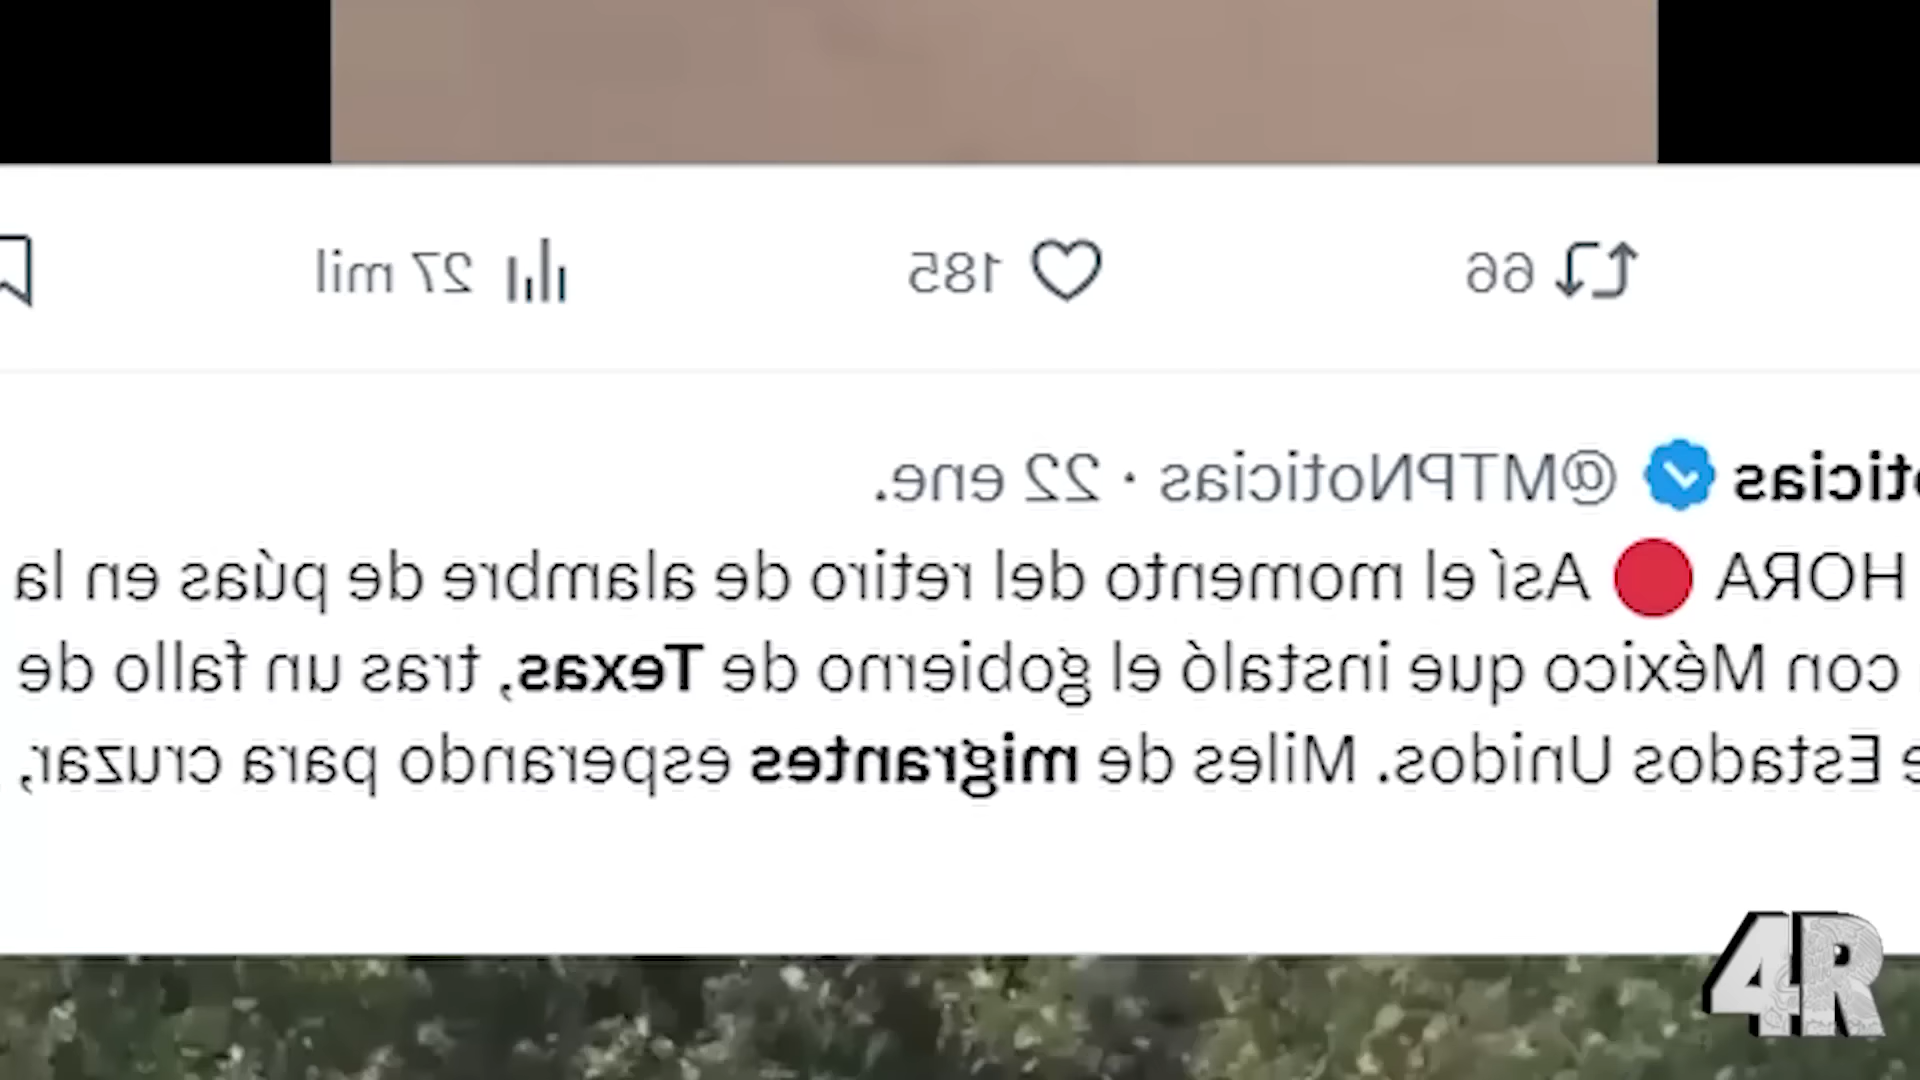 66 185 27 mil
oticias @MTPNoticias · 22 ene.
HORA 🔴 Así el momento del retiro de alambre de púas en la
con México que instaló el gobierno de Texas, tras un fallo de
e Estados Unidos. Miles de migrantes esperando para cruzar,
4R